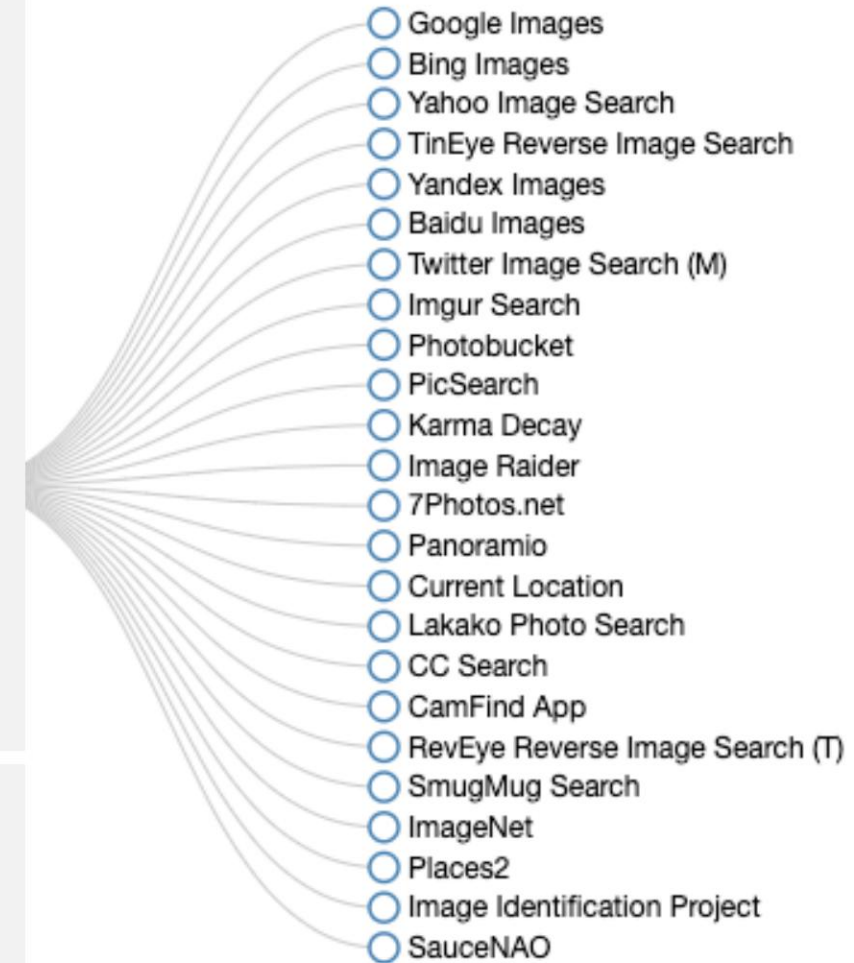 Google Images
Bing Images
Yahoo Image Search
TinEye Reverse Image Search
Yandex Images
Baidu Images
Twitter Image Search (M)
Imgur Search
Photobucket
PicSearch
Karma Decay
Image Raider
7Photos.net
Panoramio
Current Location
Lakako Photo Search
CC Search
CamFind App
RevEye Reverse Image Search (T)
SmugMug Search
ImageNet
Places2
Image Identification Project
SauceNAO